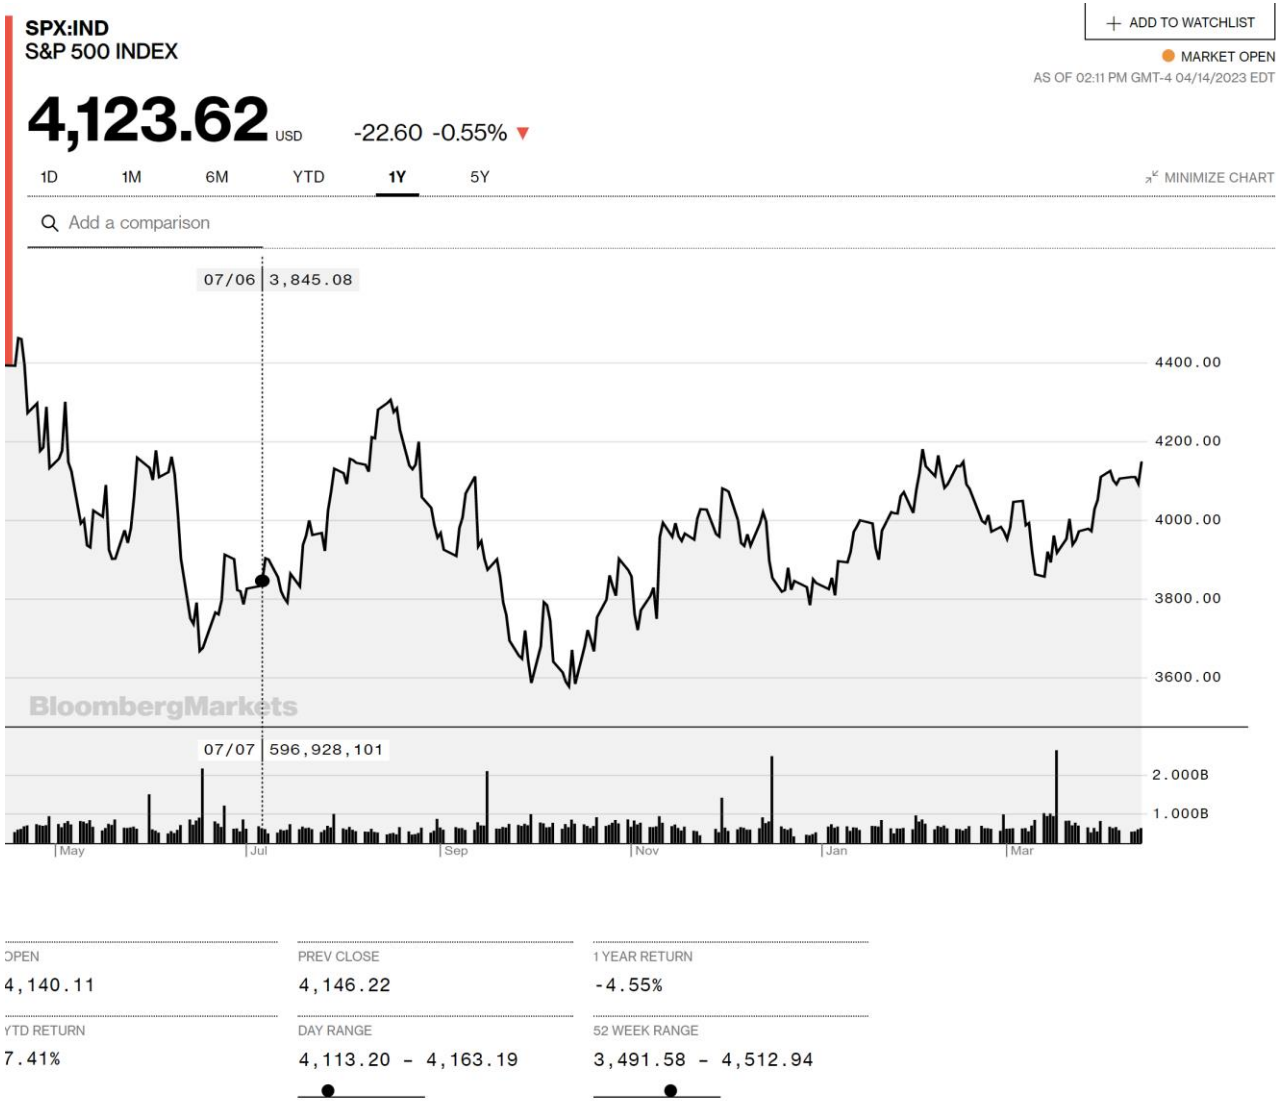 SPX:IND
S&P 500 INDEX
+ ADD TO WATCHLIST
MARKET OPEN
AS OF 02:11 PM GMT-4 04/14/2023 EDT
4,123.62 USD -22.60 -0.55% ▼
1D 1M 6M YTD 1Y 5Y
MINIMIZE CHART
Add a comparison
07/06 3,845.08
4400.00
4200.00
4000.00
3800.00
3600.00
BloombergMarkets
07/07 596,928,101
2.000B
1.000B
May Jul Sep Nov Jan Mar
OPEN PREV CLOSE 1 YEAR RETURN
4,140.11 4,146.22 -4.55%
YTD RETURN DAY RANGE 52 WEEK RANGE
7.41% 4,113.20 – 4,163.19 3,491.58 – 4,512.94